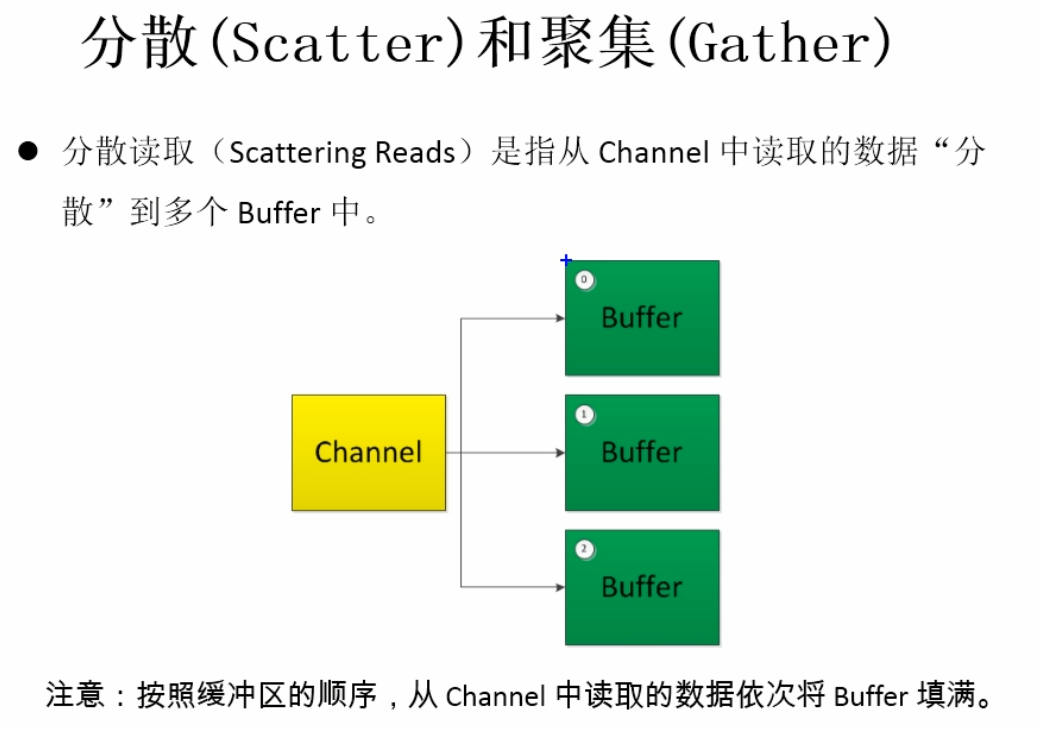 分散(Scatter)和聚集(Gather)
● 分散读取（Scattering Reads）是指从 Channel 中读取的数据“分
散”到多个 Buffer 中。
0
Buffer
Channel
1
Buffer
2
Buffer
注意：按照缓冲区的顺序，从 Channel 中读取的数据依次将 Buffer 填满。